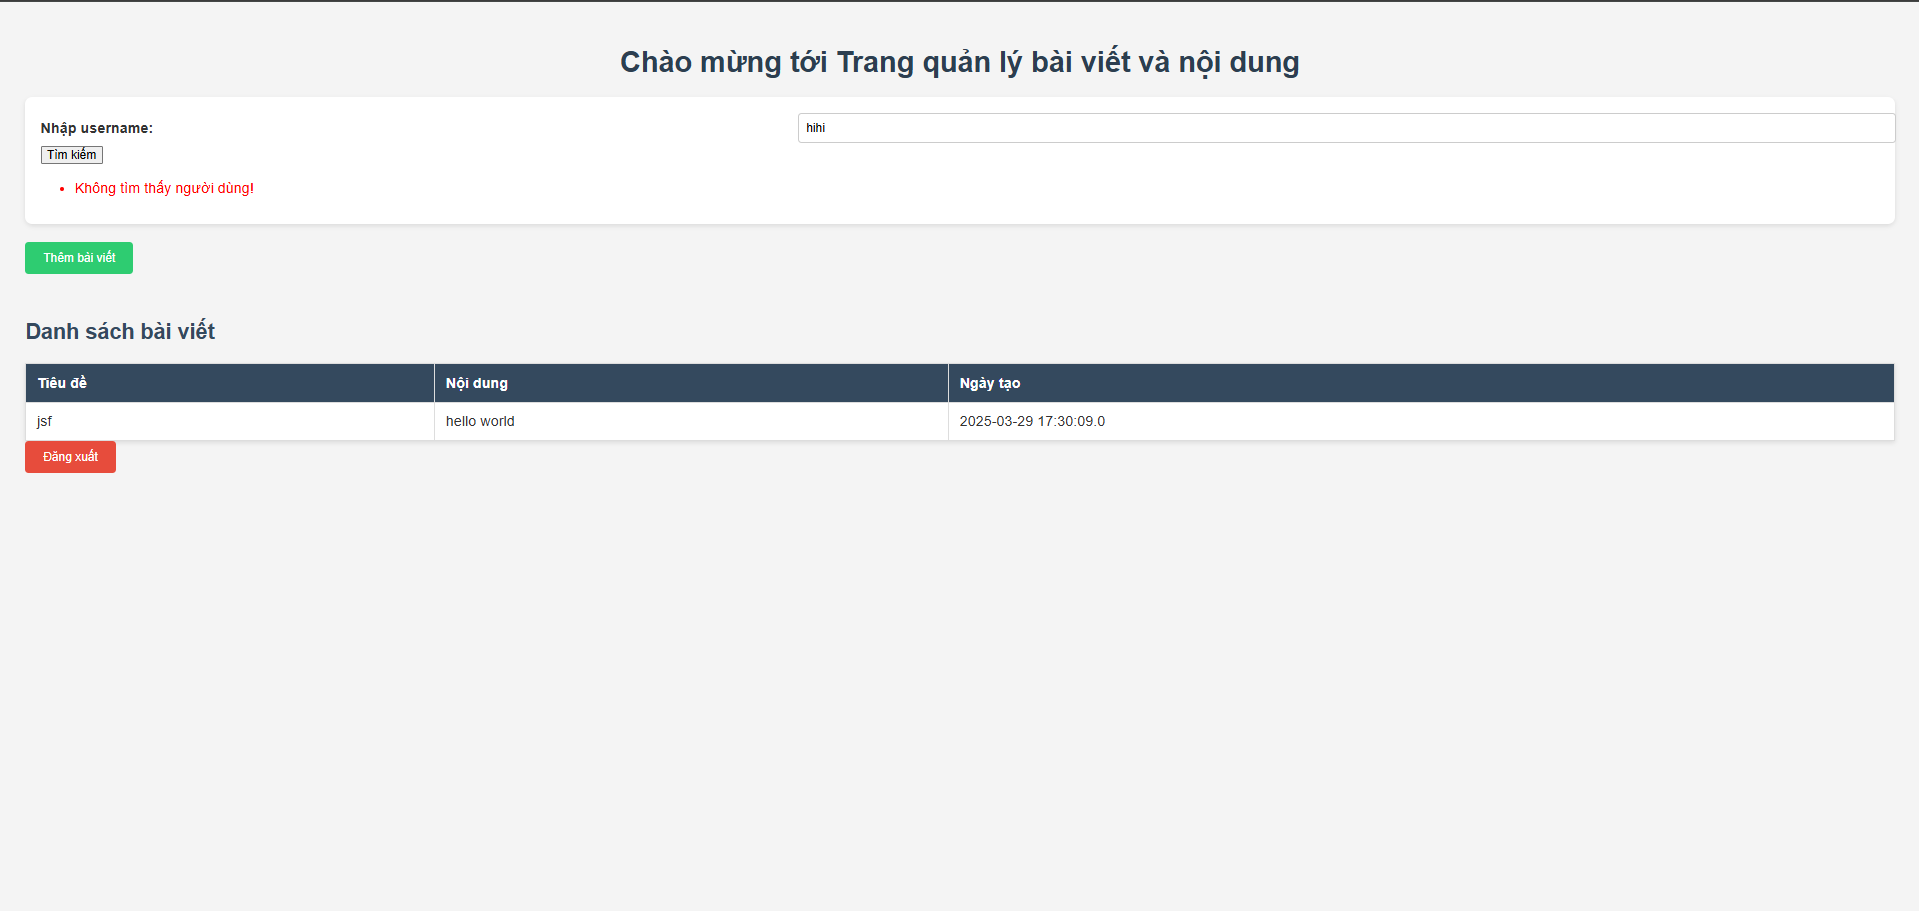 Chào mừng tới Trang quản lý bài viết và nội dung
Nhập username: hihi
Tìm kiếm
Không tìm thấy người dùng!
Thêm bài viết
Danh sách bài viết
Tiêu đề Nội dung Ngày tạo
jsf hello world 2025-03-29 17:30:09.0
Đăng xuất